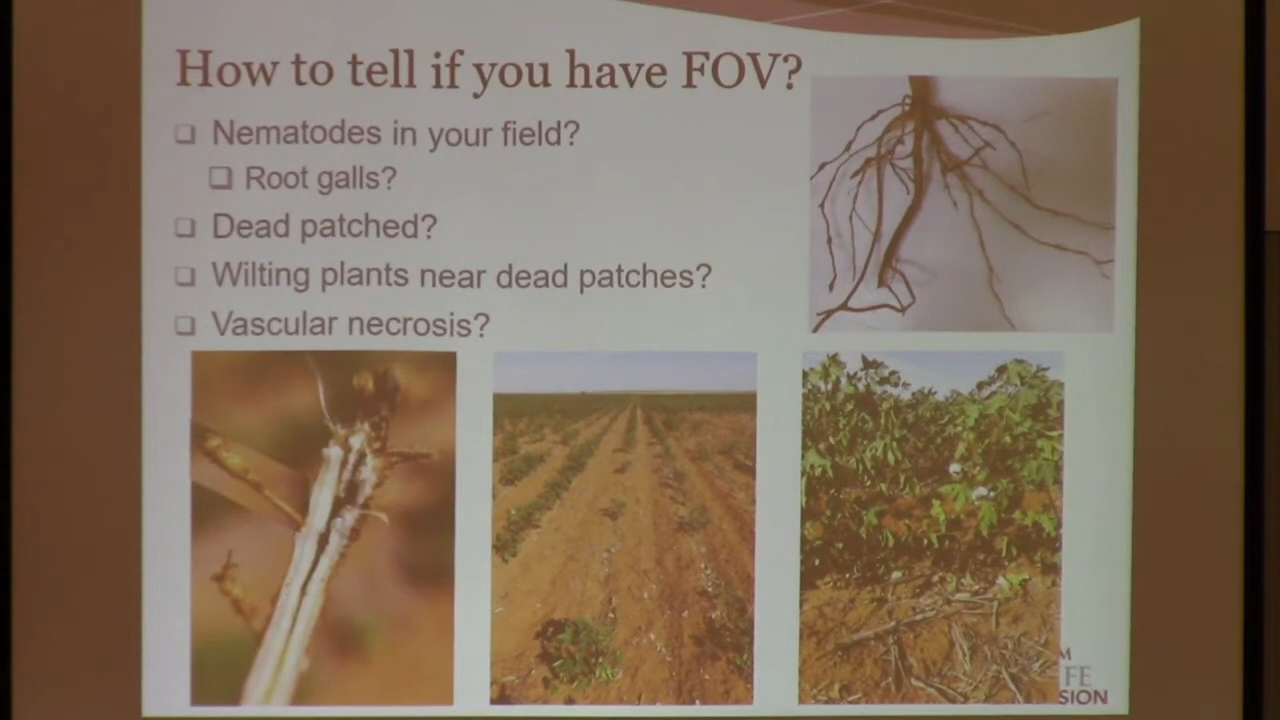 How to tell if you have FOV?
Nematodes in your field?
Root galls?
Dead patched?
Wilting plants near dead patches?
Vascular necrosis?
M
FE
SION